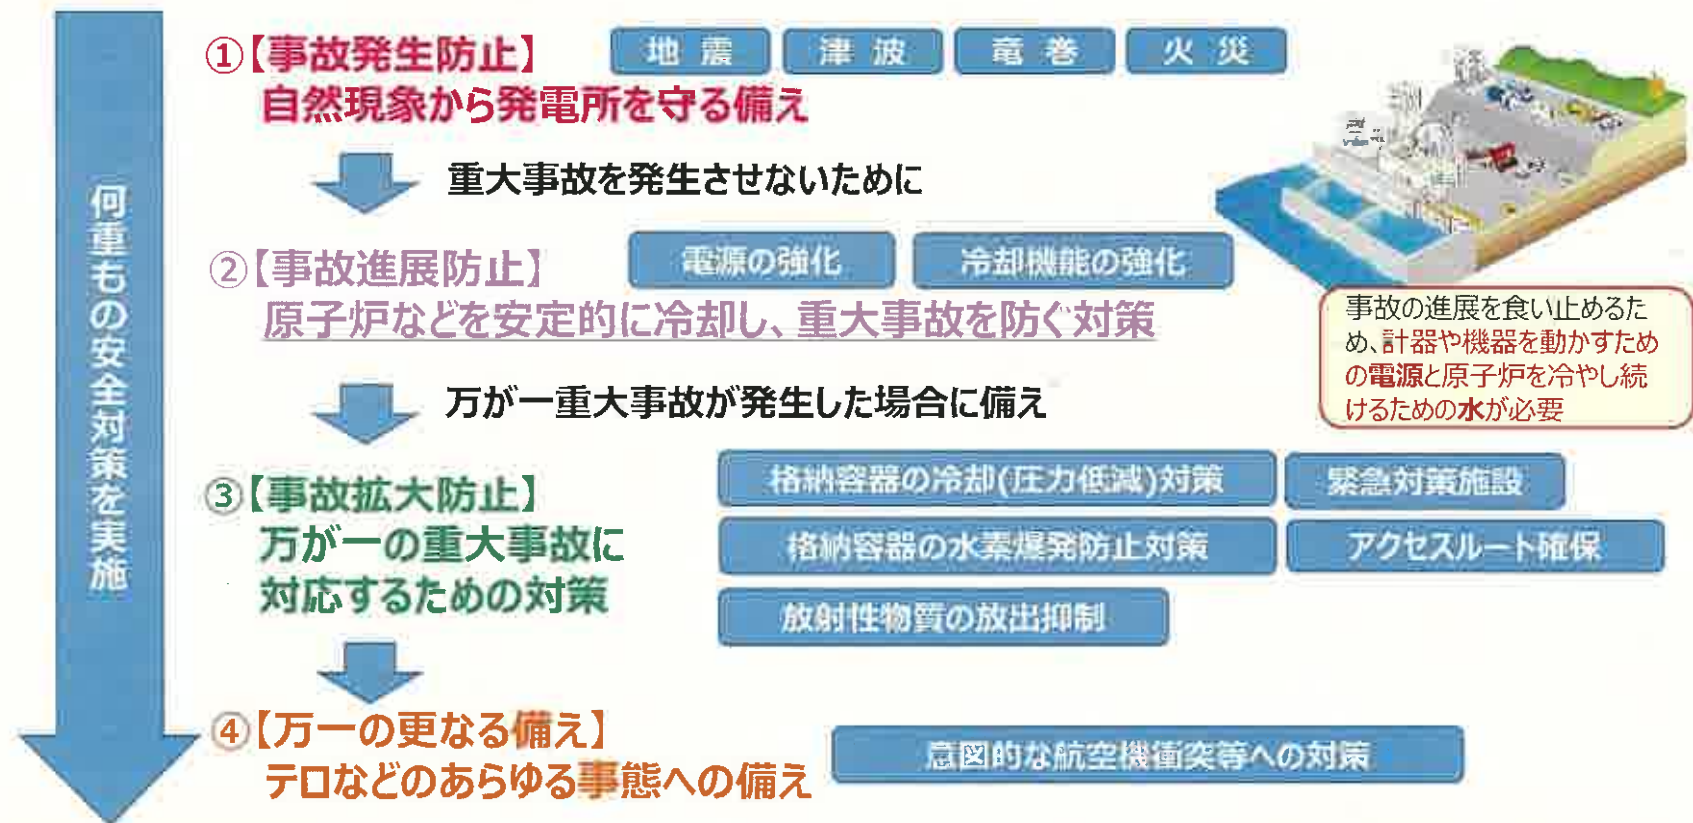 何重もの安全対策を実施
①【事故発生防止】
自然現象から発電所を守る備え
地震
津波
竜巻
火災
重大事故を発生させないために
②【事故進展防止】
原子炉などを安定的に冷却し、重大事故を防ぐ対策
電源の強化
冷却機能の強化
事故の進展を食い止めるた
め、計器や機器を動かすため
の電源と原子炉を冷やし続
けるための水が必要
万が一重大事故が発生した場合に備え
③【事故拡大防止】
万が一の重大事故に
対応するための対策
格納容器の冷却(圧力低減)対策
緊急対策施設
格納容器の水素爆発防止対策
アクセスルート確保
放射性物質の放出抑制
④【万一の更なる備え】
テロなどのあらゆる事態への備え
意図的な航空機衝突等への対策